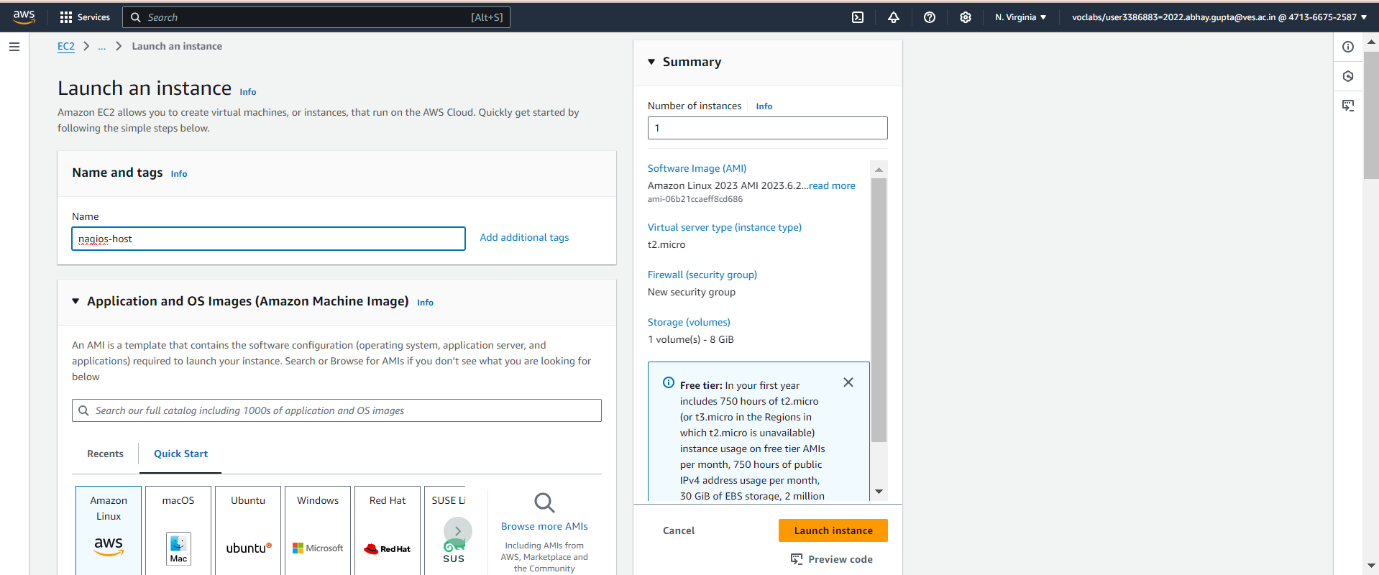 aws
Services
Search [Alt+S]
N. Virginia ▼
voclabs/user3386883=2022.abhay.gupta@ves.ac.in @ 4713-6675-2587 ▼
EC2 > ... > Launch an instance
Launch an instance Info
Amazon EC2 allows you to create virtual machines, or instances, that run on the AWS Cloud. Quickly get started by
following the simple steps below.
Name and tags Info
Name
nagios-host
Add additional tags
▼ Application and OS Images (Amazon Machine Image) Info
An AMI is a template that contains the software configuration (operating system, application server, and
applications) required to launch your instance. Search or Browse for AMIs if you don't see what you are looking for
below
Search our full catalog including 1000s of application and OS images
Recents
Quick Start
Amazon
Linux
aws
macOS
Mac
Ubuntu
ubuntu®
Windows
Microsoft
Red Hat
Red Hat
SUSE Li
SUS
Browse more AMIs
Including AMIs from
AWS, Marketplace and
the Community
▼ Summary
Number of instances Info
1
Software Image (AMI)
Amazon Linux 2023 AMI 2023.6.2...read more
ami-06b21ccaeff8cd686
Virtual server type (instance type)
t2.micro
Firewall (security group)
New security group
Storage (volumes)
1 volume(s) - 8 GiB
Free tier: In your first year
includes 750 hours of t2.micro
(or t3.micro in the Regions in
which t2.micro is unavailable)
instance usage on free tier AMIs
per month, 750 hours of public
IPv4 address usage per month,
30 GiB of EBS storage, 2 million
Cancel
Launch instance
Preview code